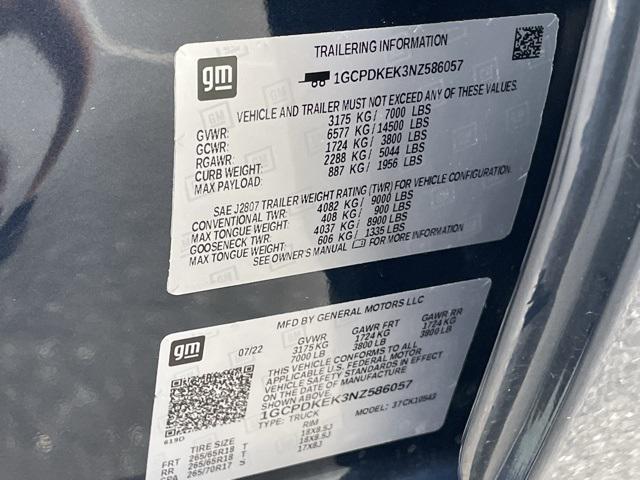 gm
TRAILERING INFORMATION
1GCPDKEK3NZ586057
VEHICLE AND TRAILER MUST NOT EXCEED ANY OF THESE VALUES.
GVWR: 3175 KG/ 7000 LBS
GCWR: 6577 KG/14500 LBS
RGAWR: 1724 KG/ 3800 LBS
CURB WEIGHT: 2288 KG/ 5044 LBS
MAX PAYLOAD: 887 KG/ 1956 LBS
SAE J2807 TRAILER WEIGHT RATING (TWR) FOR VEHICLE CONFIGURATION.
CONVENTIONAL TWR: 4082 KG/ 9000 LBS
MAX TONGUE WEIGHT: 408 KG/ 900 LBS
GOOSENECK TWR: 4037 KG/ 8900 LBS
MAX TONGUE WEIGHT: 606 KG/ 1335 LBS
SEE OWNER'S MANUAL FOR MORE INFORMATION
gm
MFD BY GENERAL MOTORS LLC
07/22 GVWR GAWR FRT GAWR RR
3175 KG 1724 KG 1724 KG
7000 LB 3800 LB 3800 LB
THIS VEHICLE CONFORMS TO ALL
APPLICABLE U.S. FEDERAL MOTOR
VEHICLE SAFETY STANDARDS IN EFFECT
ON THE DATE OF MANUFACTURE SHOWN ABOVE.
1GCPDKEK3NZ586057
TYPE: TRUCK MODEL: 37CK10543
619D
TIRE SIZE RIM
FRT 265/65R18 T 18X8.5J
RR 265/65R18 T 18X8.5J
SPA 265/70R17 S 17X8J